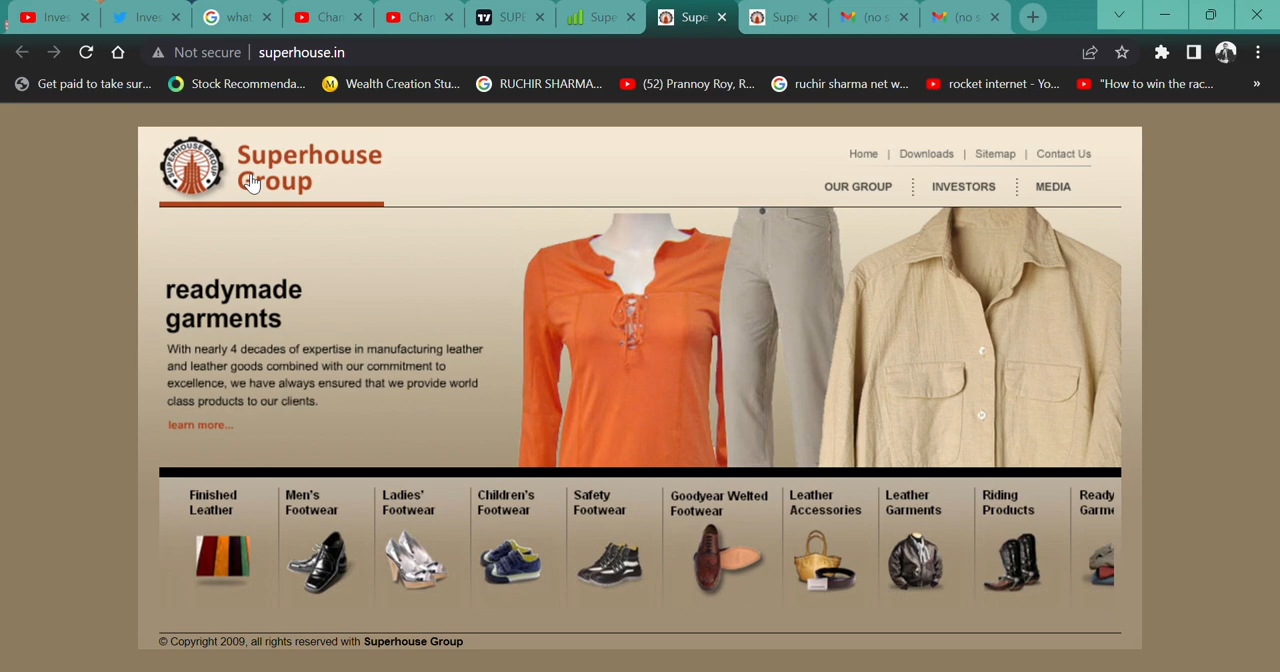 Inves
Inves
what
Chan
Chan
SUPE
Supe
Supe
Supe
(no s
(no s
Not secure
superhouse.in
Get paid to take sur...
Stock Recommenda...
Wealth Creation Stu...
RUCHIR SHARMA...
(52) Prannoy Roy, R...
ruchir sharma net w...
rocket internet - Yo...
"How to win the rac...
»
SUPERHOUSE GROUP
Superhouse
Group
Home | Downloads | Sitemap | Contact Us
OUR GROUP
INVESTORS
MEDIA
readymade
garments
With nearly 4 decades of expertise in manufacturing leather
and leather goods combined with our commitment to
excellence, we have always ensured that we provide world
class products to our clients.
learn more...
Finished
Leather
Men's
Footwear
Ladies'
Footwear
Children's
Footwear
Safety
Footwear
Goodyear Welted
Footwear
Leather
Accessories
Leather
Garments
Riding
Products
Ready
Garme
© Copyright 2009, all rights reserved with Superhouse Group